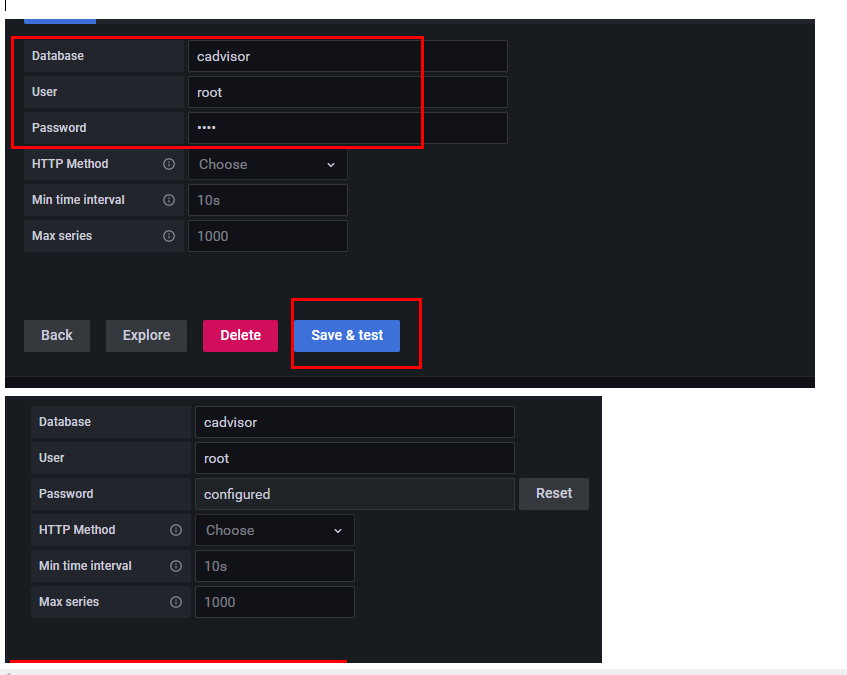 Database cadvisor
User root
Password ••••
HTTP Method Choose
Min time interval 10s
Max series 1000
Back Explore Delete Save & test
Database cadvisor
User root
Password configured Reset
HTTP Method Choose
Min time interval 10s
Max series 1000